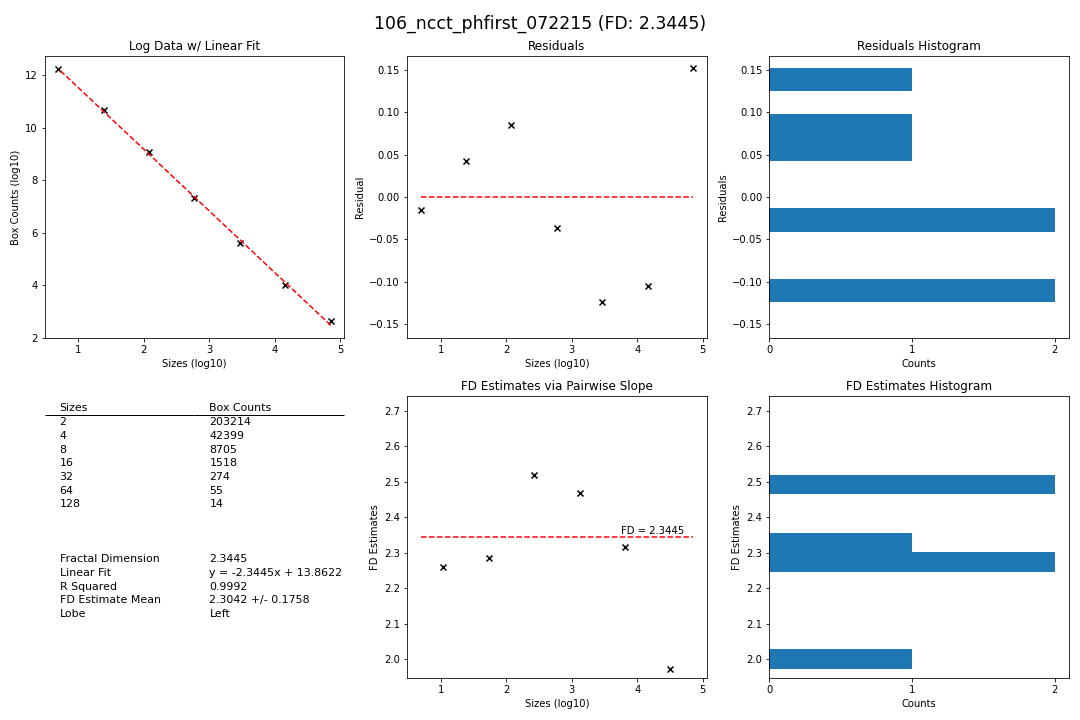 106_ncct_phfirst_072215 (FD: 2.3445)
Log Data w/ Linear Fit
12
10
8
6
4
2
1 2 3 4 5
Box Counts (log10)
Sizes (log10)
Residuals
0.15
0.10
0.05
0.00
−0.05
−0.10
−0.15
1 2 3 4 5
Residual
Sizes (log10)
Residuals Histogram
0.15
0.10
0.05
0.00
−0.05
−0.10
−0.15
0 1 2
Residuals
Counts
Sizes Box Counts
2 203214
4 42399
8 8705
16 1518
32 274
64 55
128 14
Fractal Dimension 2.3445
Linear Fit y = -2.3445x + 13.8622
R Squared 0.9992
FD Estimate Mean 2.3042 +/- 0.1758
Lobe Left
FD Estimates via Pairwise Slope
2.7
2.6
2.5
2.4
2.3
2.2
2.1
2.0
1 2 3 4 5
FD Estimates
FD = 2.3445
Sizes (log10)
FD Estimates Histogram
2.7
2.6
2.5
2.4
2.3
2.2
2.1
2.0
0 1 2
FD Estimates
Counts